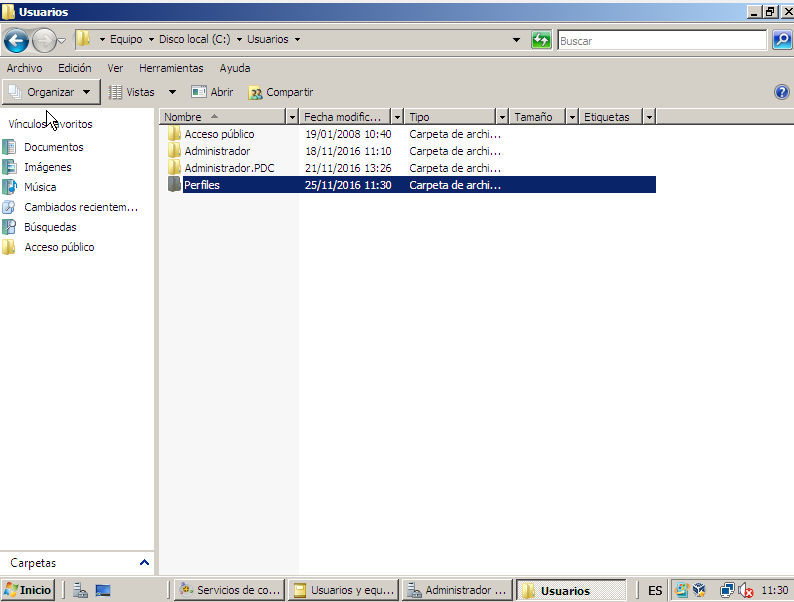 Usuarios
Equipo Disco local (C:) Usuarios Buscar
Archivo Edición Ver Herramientas Ayuda
Organizar Vistas Abrir Compartir
Vínculos favoritos
Documentos
Imágenes
Música
Cambiados recientem...
Búsquedas
Acceso público
Nombre Fecha modific... Tipo Tamaño Etiquetas
Acceso público 19/01/2008 10:40 Carpeta de archi...
Administrador 18/11/2016 11:10 Carpeta de archi...
Administrador.PDC 21/11/2016 13:26 Carpeta de archi...
Perfiles 25/11/2016 11:30 Carpeta de archi...
Carpetas
Inicio Servicios de co... Usuarios y equ... Administrador ... Usuarios ES 11:30